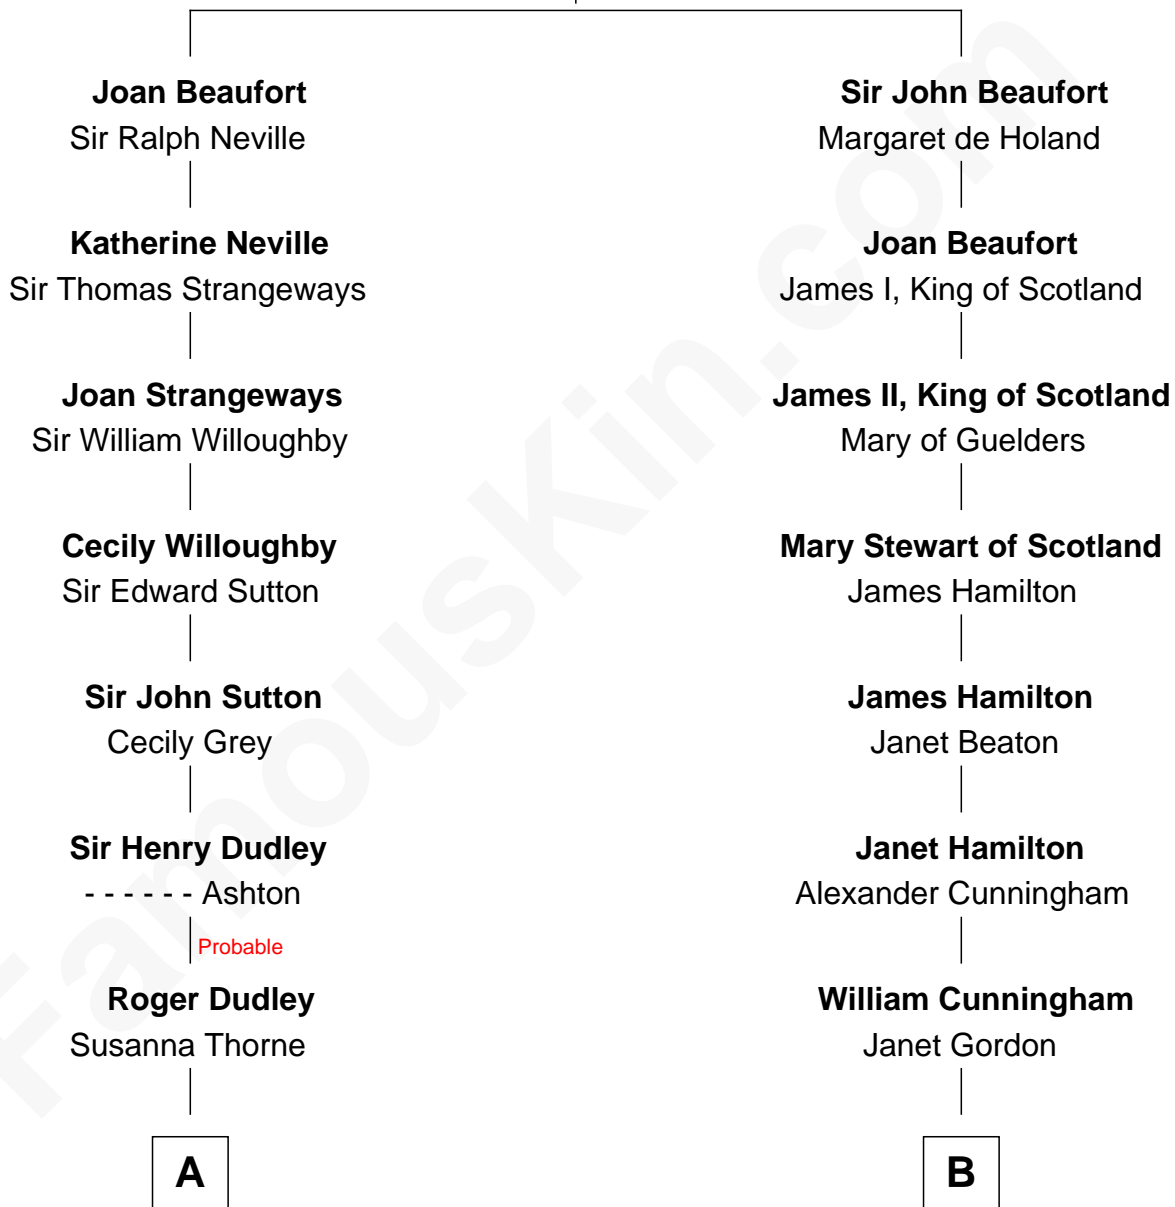 Joan Beaufort
Sir Ralph Neville
Katherine Neville
Sir Thomas Strangeways
Joan Strangeways
Sir William Willoughby
Cecily Willoughby
Sir Edward Sutton
Sir John Sutton
Cecily Grey
Sir Henry Dudley
- - - - - - Ashton
Probable
Roger Dudley
Susanna Thorne
A
Sir John Beaufort
Margaret de Holand
Joan Beaufort
James I, King of Scotland
James II, King of Scotland
Mary of Guelders
Mary Stewart of Scotland
James Hamilton
James Hamilton
Janet Beaton
Janet Hamilton
Alexander Cunningham
William Cunningham
Janet Gordon
B
FamousKin.com